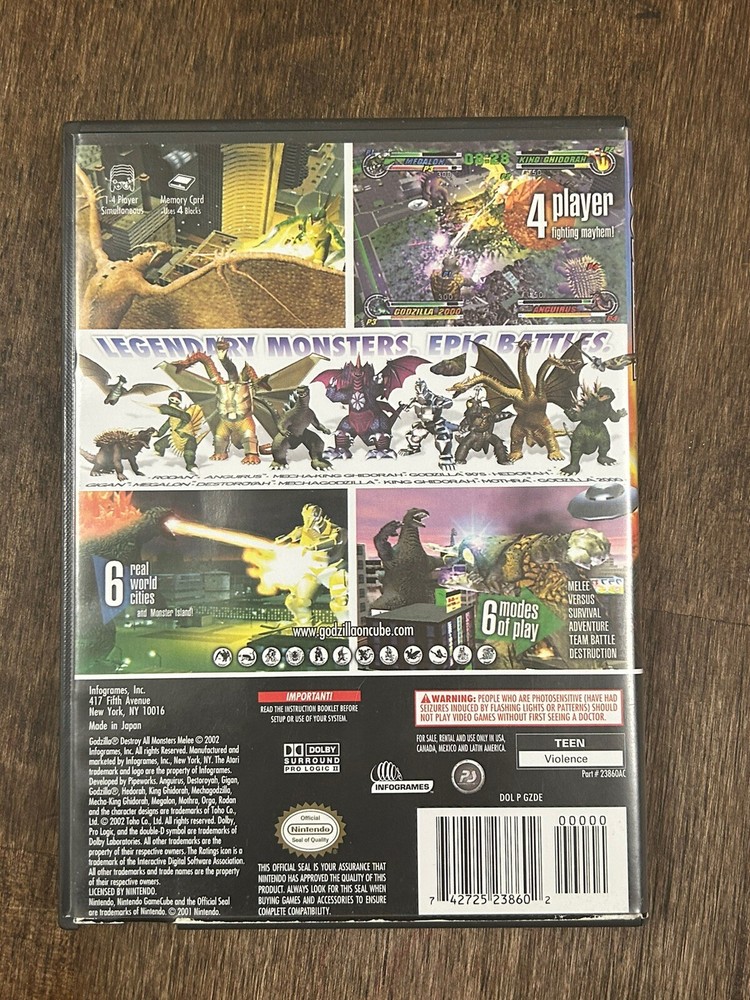 1-4 Player
Simultaneous
Memory Card
Uses 4 Blocks
P1
MEGALON
00:28
KING GHIDORAH
P2
4 player
fighting mayhem!
GODZILLA 2000
ANGUIRUS
P3
P4
LEGENDARY MONSTERS. EPIC BATTLES.
RODAN - ANGUIRUS - MECHA-KING GHIDORAH - GODZILLA 90'S - HEDORAH -
GIGAN - MEGALON - DESTOROYAH - MECHAGODZILLA - KING GHIDORAH - MOTHRA - GODZILLA 2000
6 real
world
cities
and Monster Island!
6 modes
of play
MELEE
VERSUS
SURVIVAL
ADVENTURE
TEAM BATTLE
DESTRUCTION
www.godzillaoncube.com
Infogrames, Inc.
417 Fifth Avenue
New York, NY 10016
Made in Japan
IMPORTANT!
READ THE INSTRUCTION BOOKLET BEFORE
SETUP OR USE OF YOUR SYSTEM.
WARNING: PEOPLE WHO ARE PHOTOSENSITIVE (HAVE HAD
SEIZURES INDUCED BY FLASHING LIGHTS OR PATTERNS) SHOULD
NOT PLAY VIDEO GAMES WITHOUT FIRST SEEING A DOCTOR.
FOR SALE, RENTAL AND USE ONLY IN USA,
CANADA, MEXICO AND LATIN AMERICA.
TEEN
Violence
Part # 23860AC
DOLBY
SURROUND
PRO LOGIC II
INFOGRAMES
DOL P GZDE
Godzilla® Destroy All Monsters Melee © 2002
Infogrames, Inc. All rights Reserved. Manufactured and
marketed by Infogrames, Inc., New York, NY. The Atari
trademark and logo are the property of Infogrames.
Developed by Pipeworks. Anguirus, Destoroyah, Gigan,
Godzilla®, Hedorah, King Ghidorah, Mechagodzilla,
Mecha-King Ghidorah, Megalon, Mothra, Orga, Rodan
and the character designs are trademarks of Toho Co.,
Ltd. © 2002 Toho Co., Ltd. All rights reserved. Dolby,
Pro Logic, and the double-D symbol are trademarks of
Dolby Laboratories. All other trademarks are the
property of their respective owners. The Ratings icon is a
trademark of the Interactive Digital Software Association.
All other trademarks and trade names are the property
of their respective owners.
LICENSED BY NINTENDO.
Nintendo, Nintendo GameCube and the Official Seal
are trademarks of Nintendo. © 2001 Nintendo.
Official
Nintendo
Seal of Quality
THIS OFFICIAL SEAL IS YOUR ASSURANCE THAT
NINTENDO HAS APPROVED THE QUALITY OF THIS
PRODUCT. ALWAYS LOOK FOR THIS SEAL WHEN
BUYING GAMES AND ACCESSORIES TO ENSURE
COMPLETE COMPATIBILITY.
00000
7 42725 23860 2